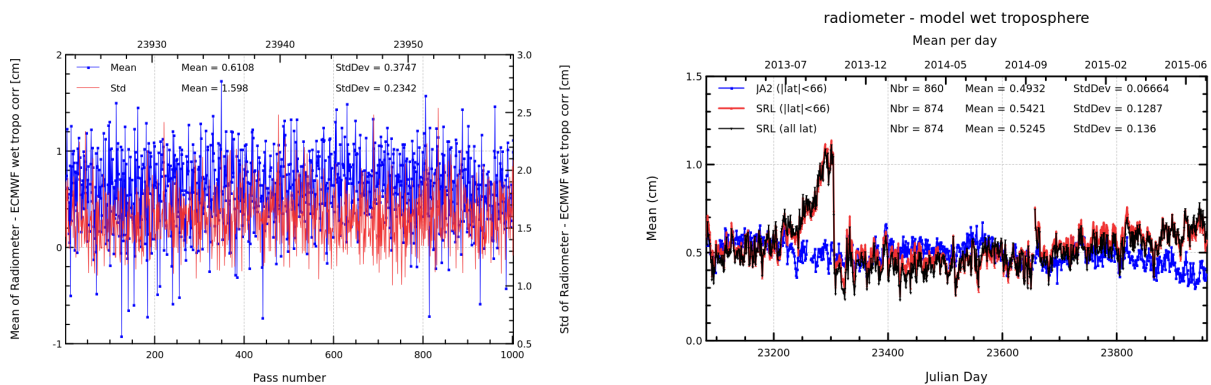 23930 23940 23950
2 3.0
Mean Mean = 0.6108 StdDev = 0.3747
Std Mean = 1.598 StdDev = 0.2342
2.5
1 2.0
0 1.5
1.0
-1 0.5
200 400 600 800 1000
Pass number
Mean of Radiometer - ECMWF wet tropo corr [cm]
Std of Radiometer - ECMWF wet tropo corr [cm]
radiometer - model wet troposphere
Mean per day
2013-07 2013-12 2014-05 2014-09 2015-02 2015-06
1.5
JA2 (|lat|<66) Nbr = 860 Mean = 0.4932 StdDev = 0.06664
SRL (|lat|<66) Nbr = 874 Mean = 0.5421 StdDev = 0.1287
SRL (all lat) Nbr = 874 Mean = 0.5245 StdDev = 0.136
1.0
0.5
0.0
23200 23400 23600 23800
Julian Day
Mean (cm)